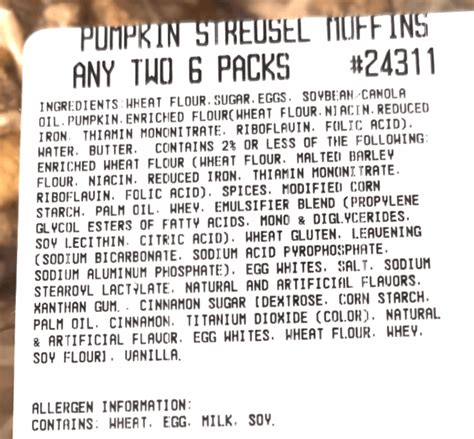 PUMPKIN STREUSEL MUFFINS
ANY TWO 6 PACKS #24311
INGREDIENTS:WHEAT FLOUR,SUGAR,EGGS, SOYBEAN/CANOLA
OIL,PUMPKIN,ENRICHED FLOUR(WHEAT FLOUR,NIACIN,REDUCED
IRON, THIAMIN MONONITRATE, RIBOFLAVIN, FOLIC ACID),
WATER, BUTTER, CONTAINS 2% OR LESS OF THE FOLLOWING:
ENRICHED WHEAT FLOUR (WHEAT FLOUR, MALTED BARLEY
FLOUR, NIACIN, REDUCED IRON, THIAMIN MONONITRATE,
RIBOFLAVIN, FOLIC ACID), SPICES, MODIFIED CORN
STARCH, PALM OIL, WHEY, EMULSIFIER BLEND (PROPYLENE
GLYCOL ESTERS OF FATTY ACIDS, MONO & DIGLYCERIDES,
SOY LECITHIN, CITRIC ACID), WHEAT GLUTEN, LEAVENING
(SODIUM BICARBONATE, SODIUM ACID PYROPHOSPHATE,
SODIUM ALUMINUM PHOSPHATE), EGG WHITES, SALT, SODIUM
STEAROYL LACTYLATE, NATURAL AND ARTIFICIAL FLAVORS,
XANTHAN GUM, , CINNAMON SUGAR [DEXTROSE, CORN STARCH,
PALM OIL, CINNAMON, TITANIUM DIOXIDE (COLOR), NATURAL
& ARTIFICIAL FLAVOR, EGG WHITES, WHEAT FLOUR, WHEY,
SOY FLOUR], VANILLA.
ALLERGEN INFORMATION:
CONTAINS: WHEAT, EGG, MILK, SOY.